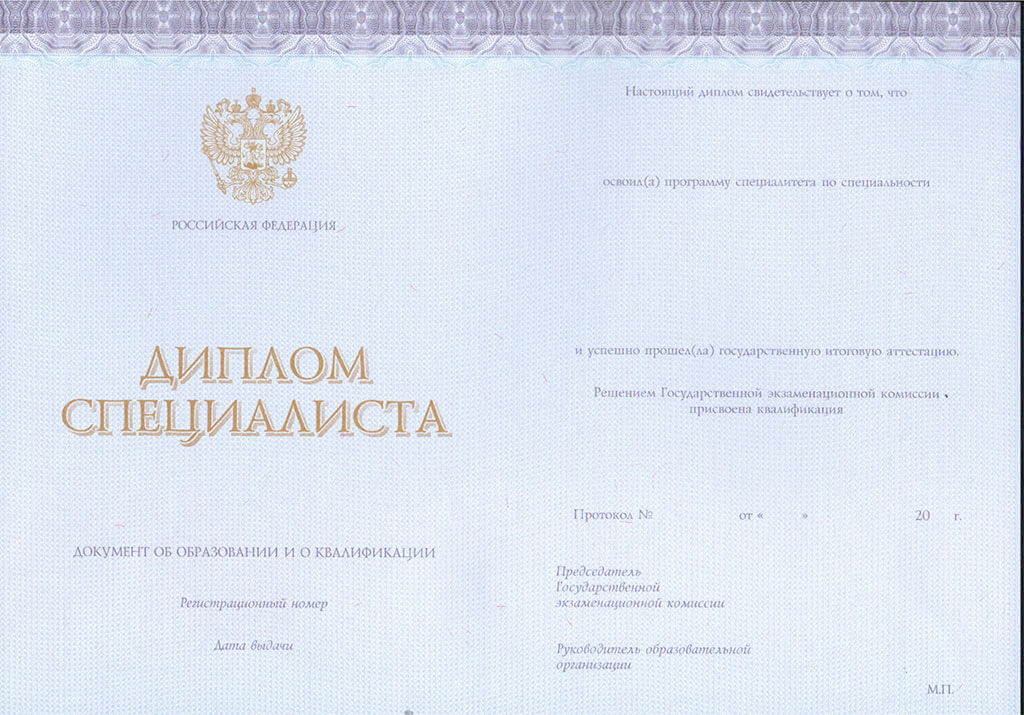 РОССИЙСКАЯ ФЕДЕРАЦИЯ
ДИПЛОМ
СПЕЦИАЛИСТА
ДОКУМЕНТ ОБ ОБРАЗОВАНИИ И О КВАЛИФИКАЦИИ
Регистрационный номер
Дата выдачи
Настоящий диплом свидетельствует о том, что
освоил(а) программу специалитета по специальности
и успешно прошел(ла) государственную итоговую аттестацию.
Решением Государственной экзаменационной комиссии
присвоена квалификация
Протокол № от « » 20 г.
Председатель
Государственной
экзаменационной комиссии
Руководитель образовательной
организации
М.П.